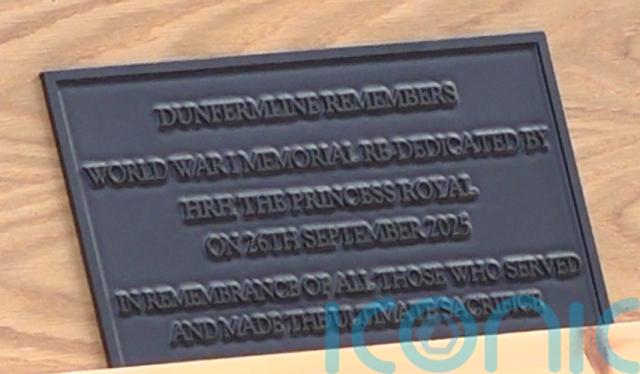 DUNFERMLINE REMEMBERS
WORLD WAR I MEMORIAL RE-DEDICATED BY
HRH, THE PRINCESS ROYAL
ON 26TH SEPTEMBER 2025
IN REMEMBRANCE OF ALL THOSE WHO SERVED
AND MADE THE ULTIMATE SACRIFICE
iconic